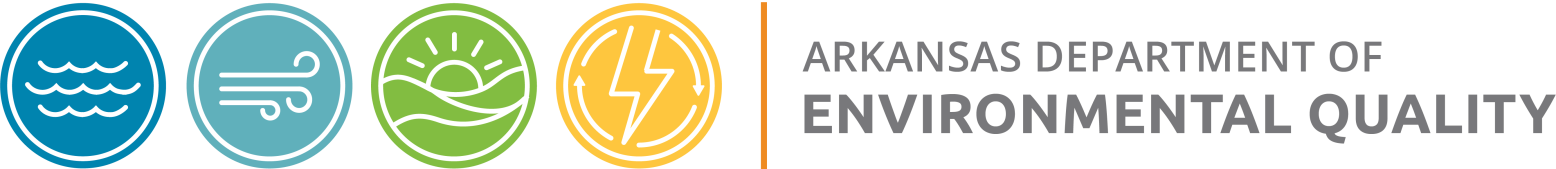 ARKANSAS DEPARTMENT OF
ENVIRONMENTAL QUALITY